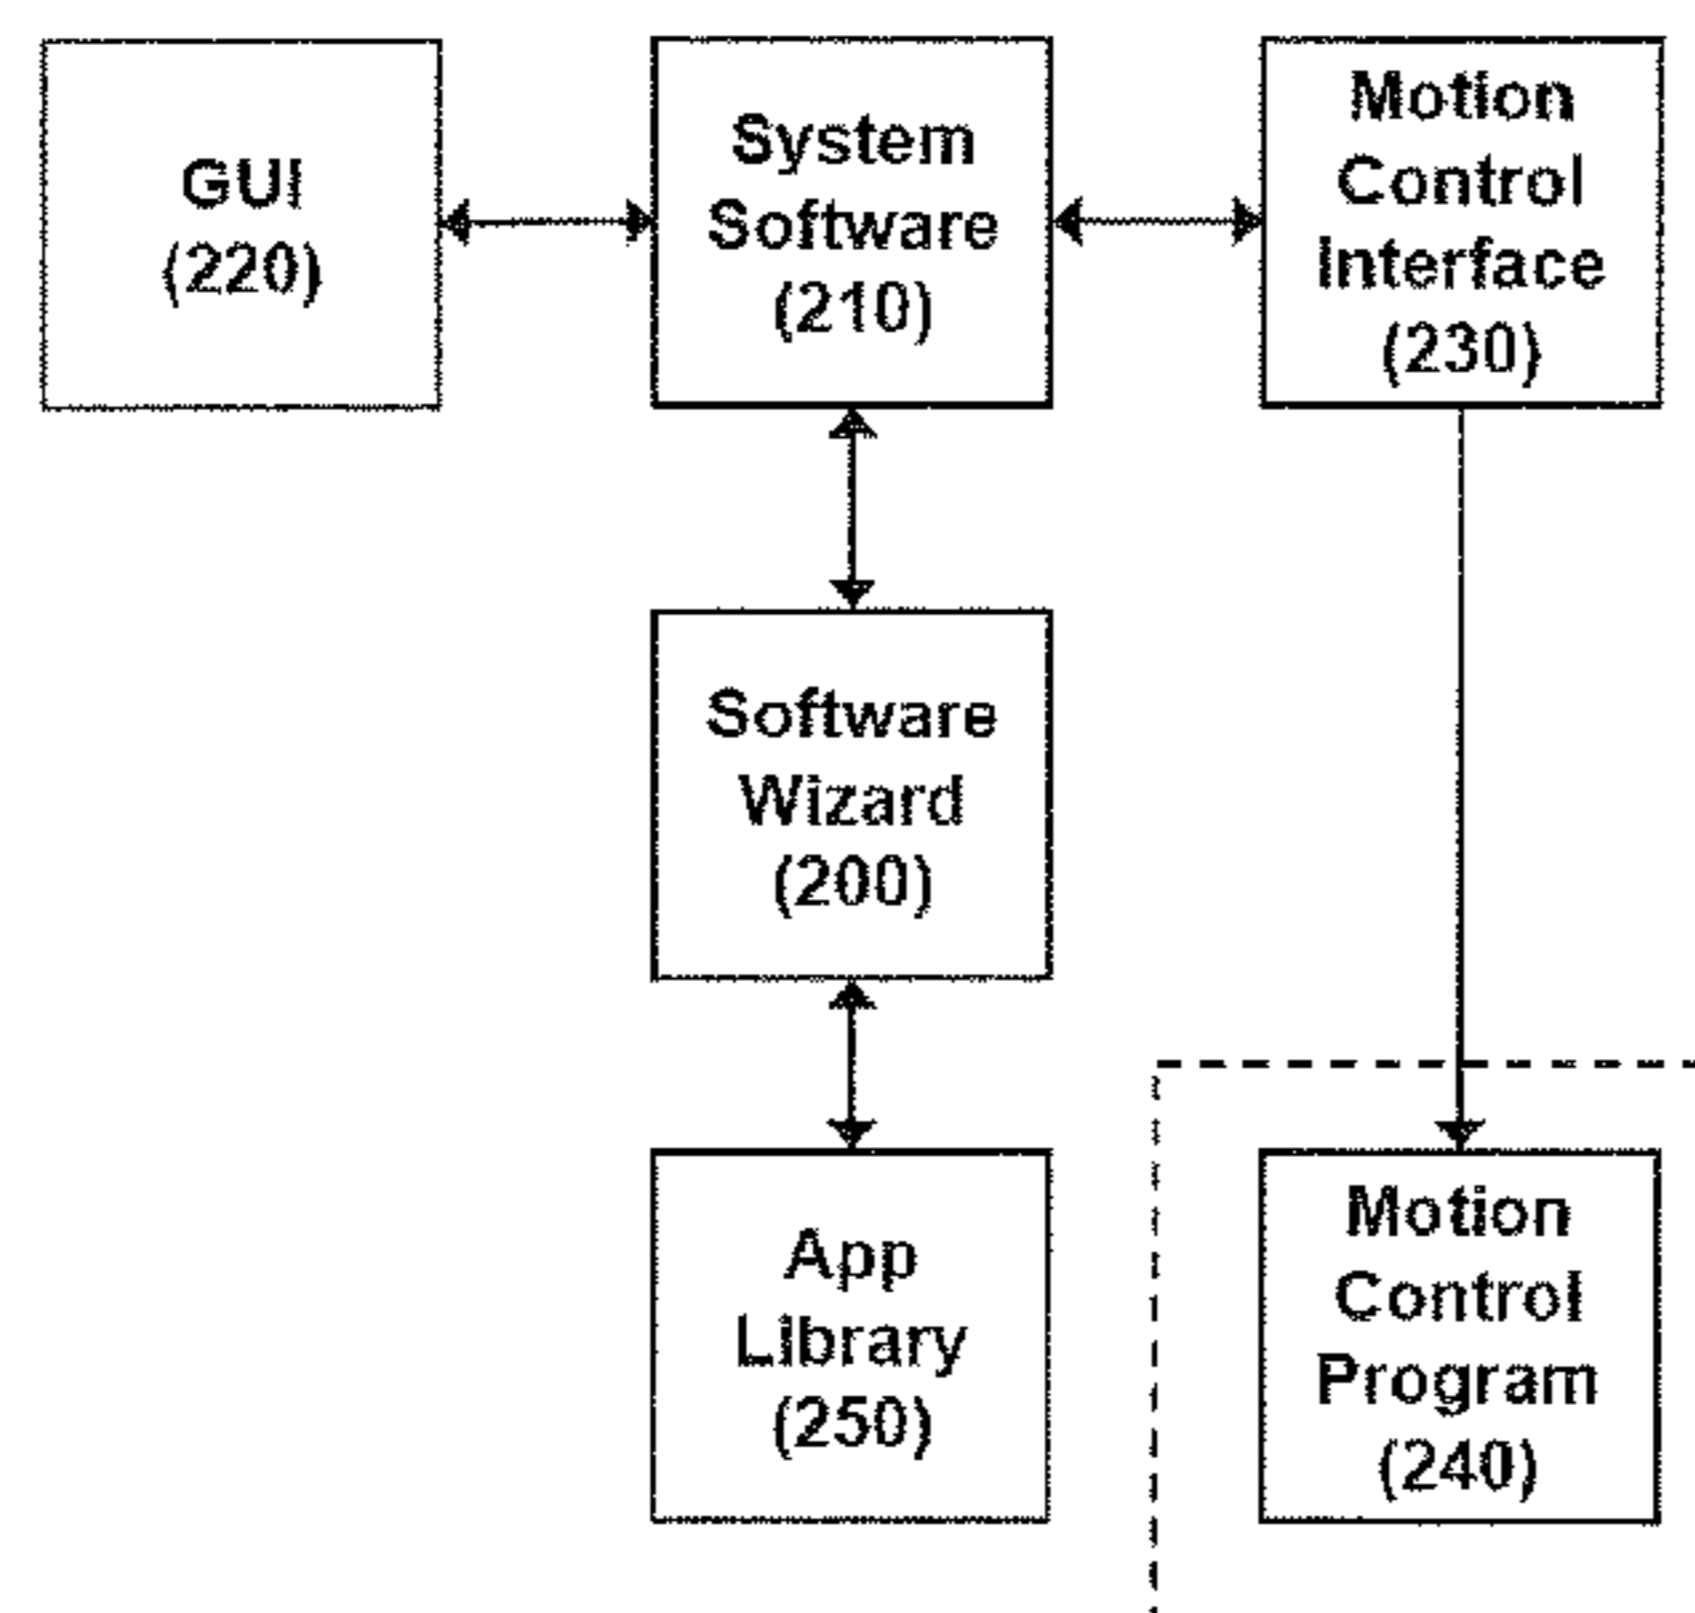 GUI
(220)
System
Software
(210)
Motion
Control
Interface
(230)
Software
Wizard
(200)
App
Library
(250)
Motion
Control
Program
(240)